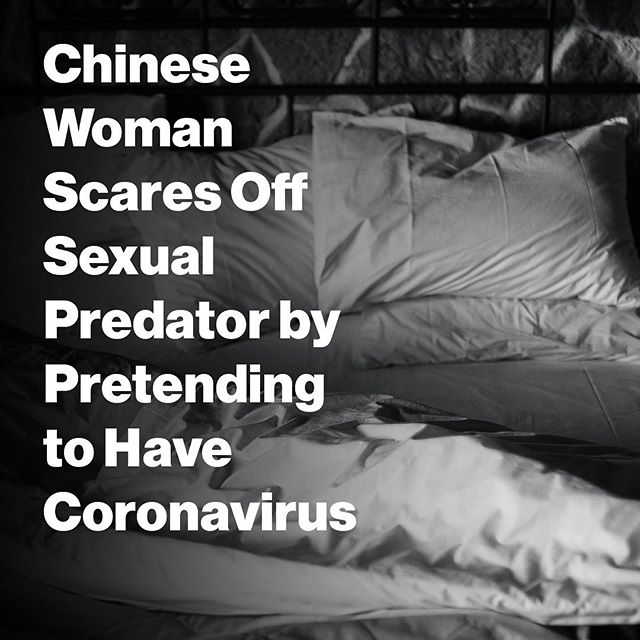 Chinese
Woman
Scares Off
Sexual
Predator by
Pretending
to Have
Coronavirus